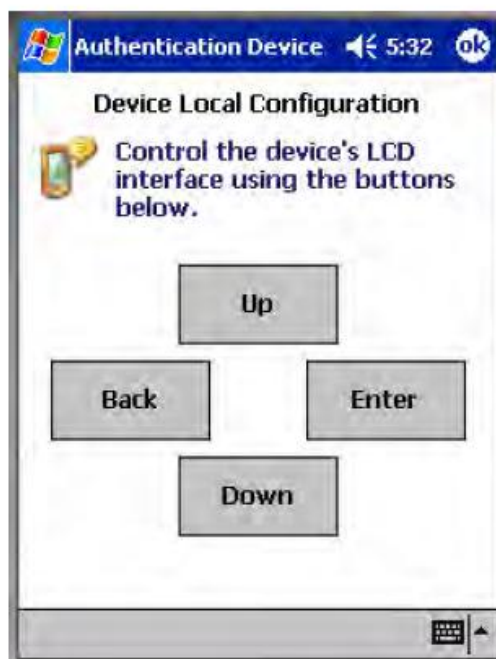 Authentication Device 5:32 ok
Device Local Configuration
Control the device's LCD
interface using the buttons
below.
Up
Back Enter
Down